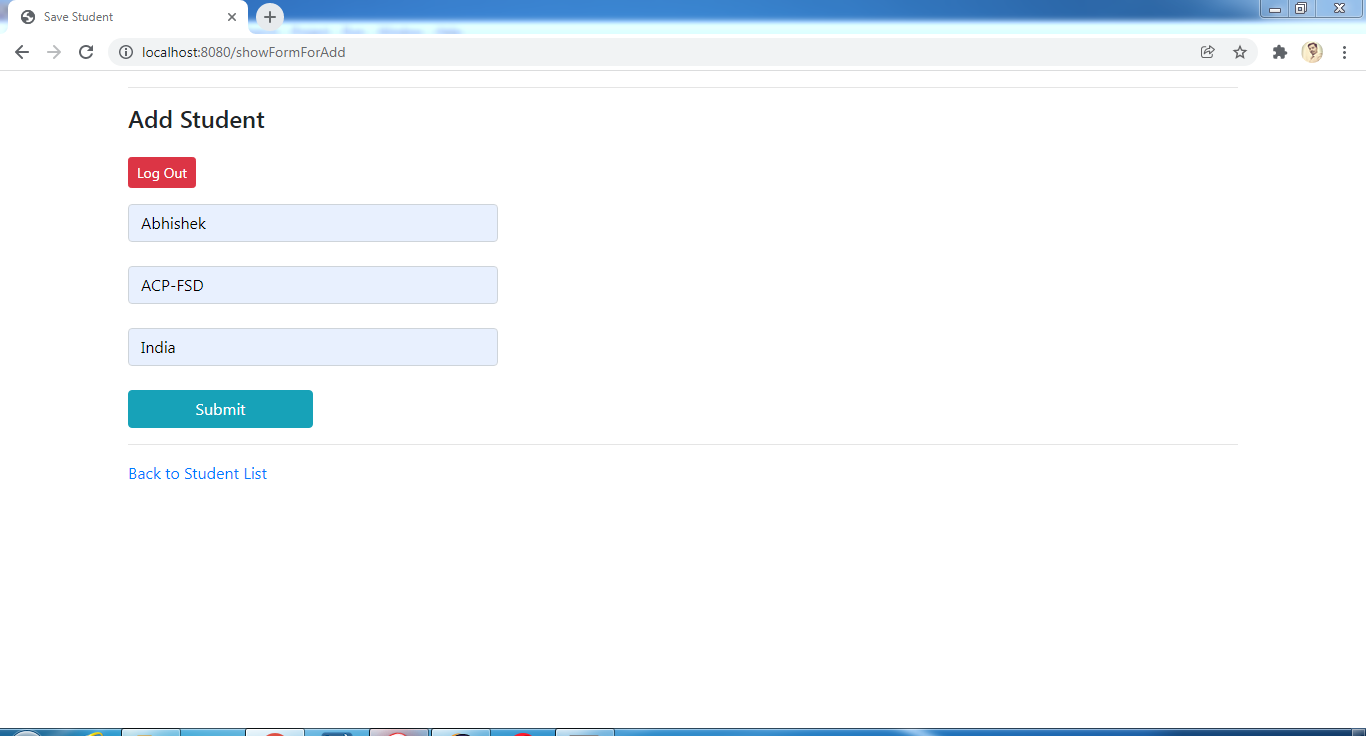 Save Student
localhost:8080/showFormForAdd
Add Student
Log Out
Abhishek
ACP-FSD
India
Submit
Back to Student List